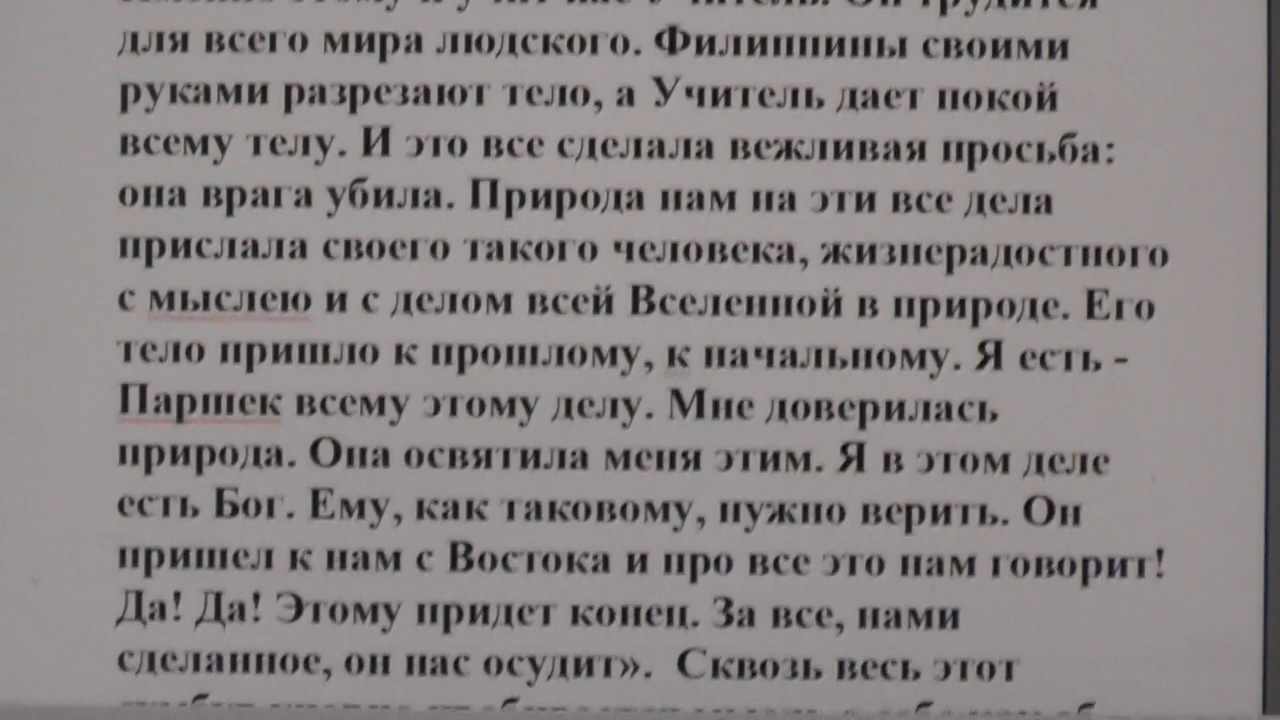 для всего мира людского. Филиппины своими
руками разрезают тело, а Учитель дает покой
всему телу. И это все сделала вежливая просьба:
она врага убила. Природа нам на эти все дела
прислала своего такого человека, жизнерадостного
с мыслею и с делом всей Вселенной в природе. Его
тело пришло к прошлому, к начальному. Я есть -
Паршек всему этому делу. Мне доверилась
природа. Она освятила меня этим. Я в этом деле
есть Бог. Ему, как таковому, нужно верить. Он
пришел к нам с Востока и про все это нам говорит!
Да! Да! Этому придет конец. За все, нами
сделанное, он нас осудит». Сквозь весь этот